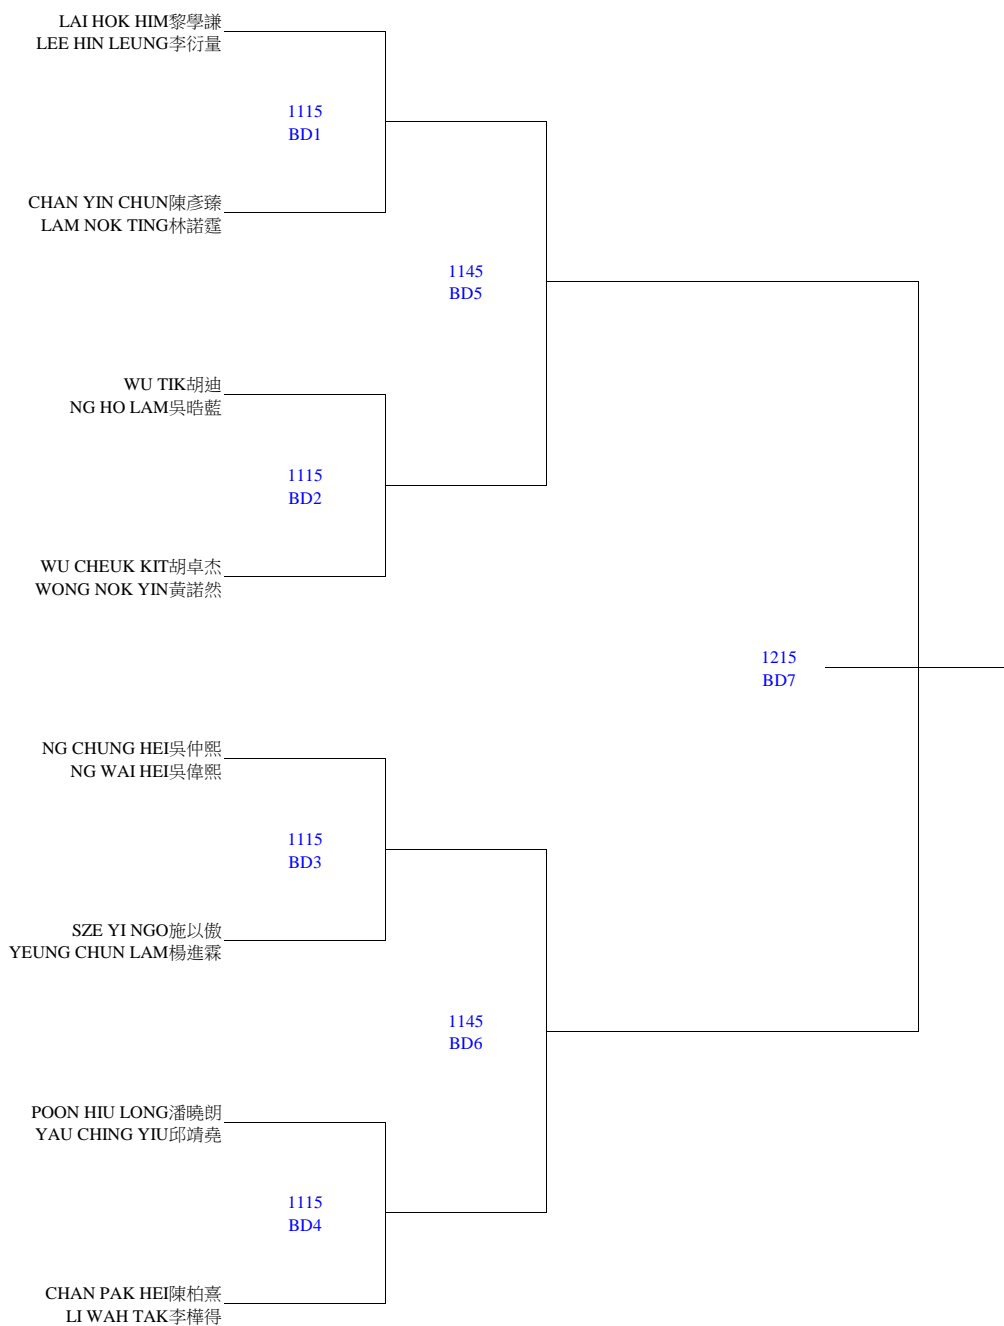 LAI HOK HIM黎學謙
LEE HIN LEUNG李衍量
1115
BD1
CHAN YIN CHUN陳彥臻
LAM NOK TING林諾霆
1145
BD5
WU TIK胡迪
NG HO LAM吳晧藍
1115
BD2
WU CHEUK KIT胡卓杰
WONG NOK YIN黃諾然
1215
BD7
NG CHUNG HEI吳仲熙
NG WAI HEI吳偉熙
1115
BD3
SZE YI NGO施以傲
YEUNG CHUN LAM楊進霖
1145
BD6
POON HIU LONG潘曉朗
YAU CHING YIU邱靖堯
1115
BD4
CHAN PAK HEI陳柏熹
LI WAH TAK李樺得